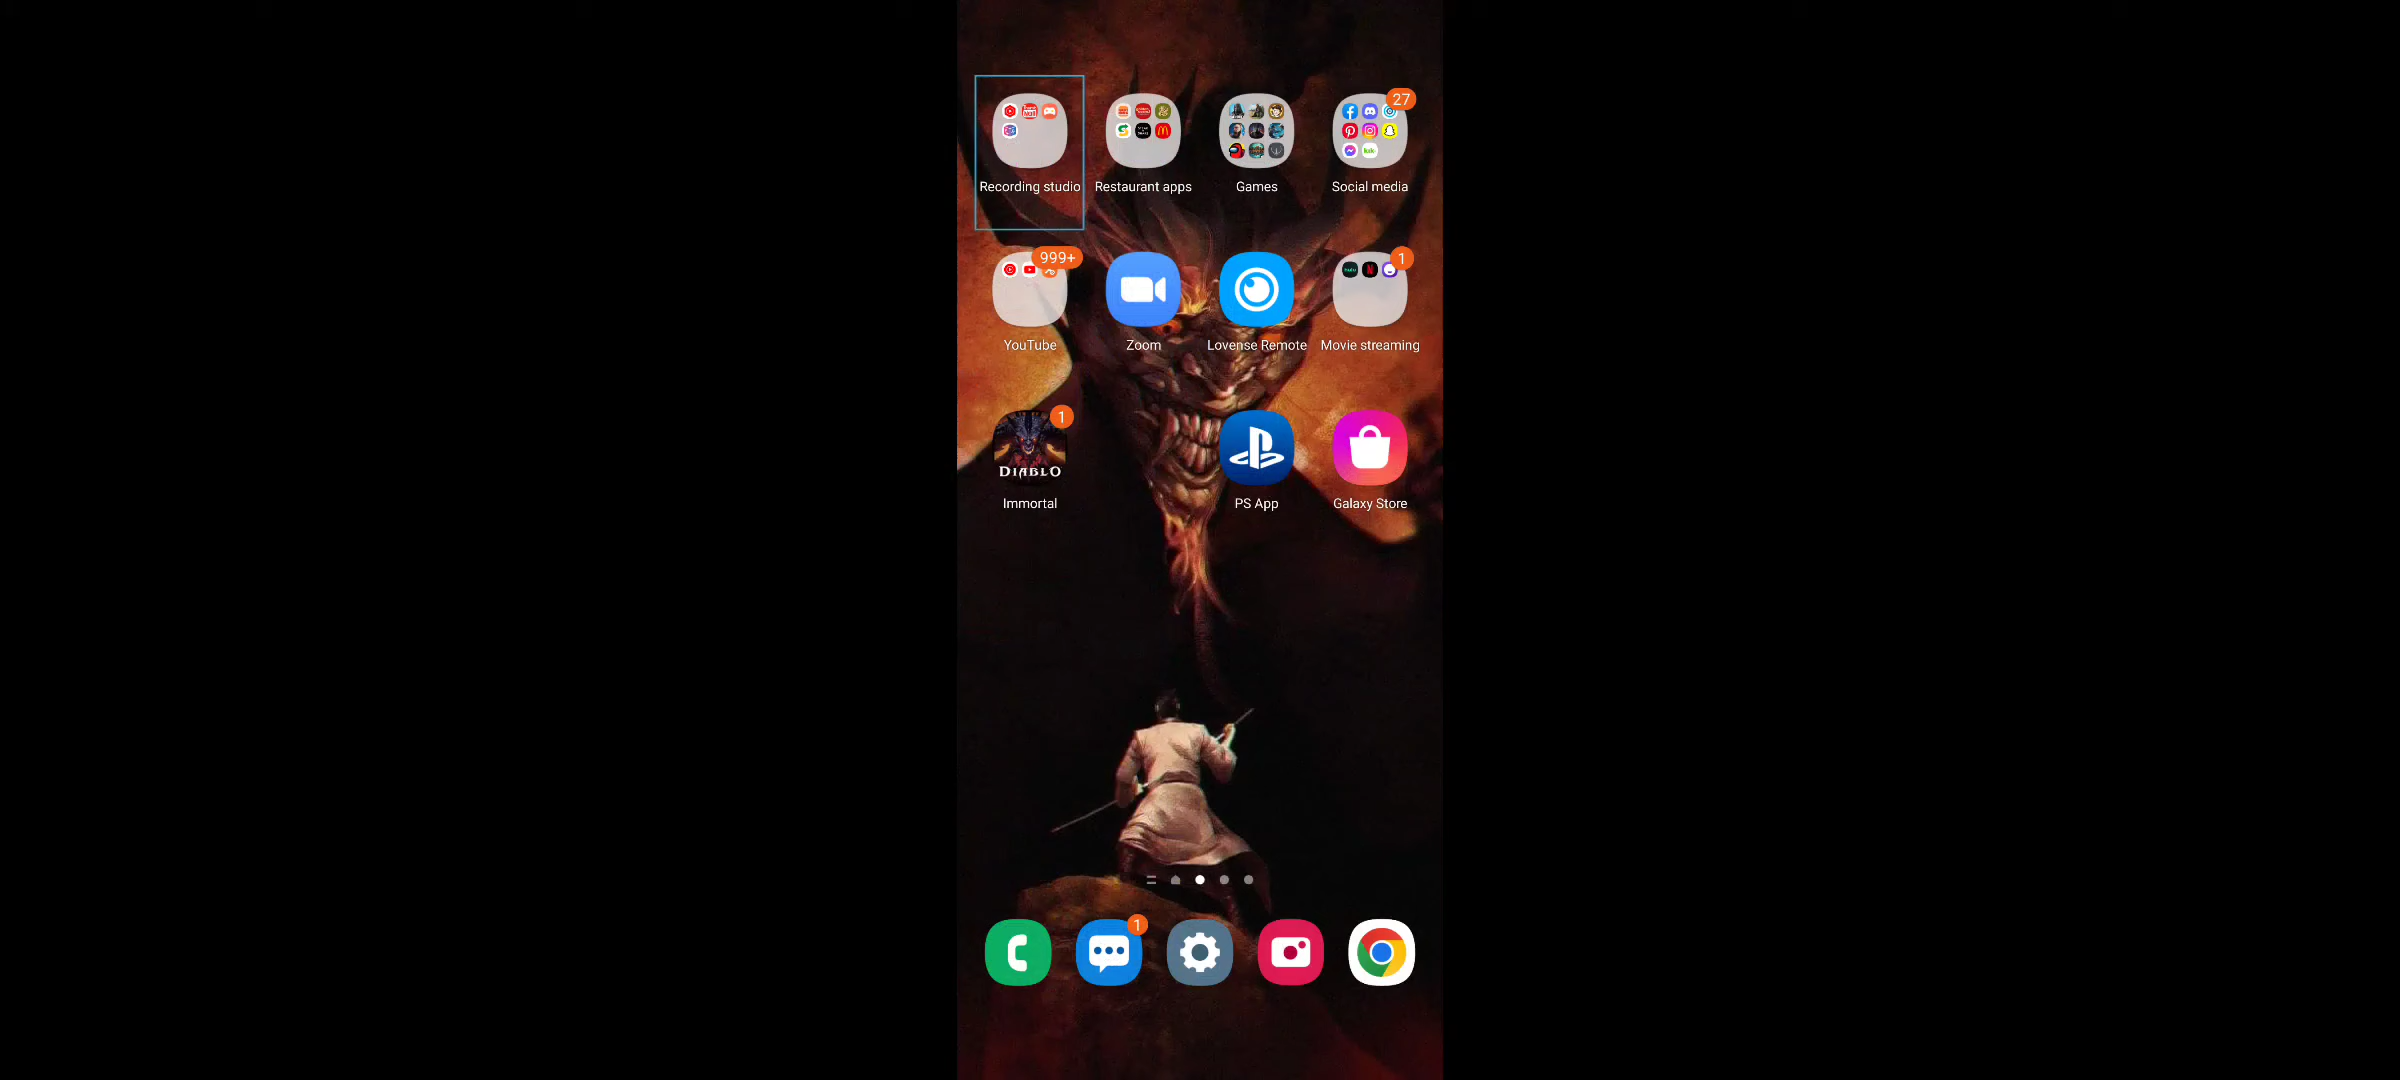 27
Recording studio Restaurant apps Games Social media
999+ 1
hulu
YouTube Zoom Lovense Remote Movie streaming
1
DIABLO
Immortal PS App Galaxy Store
1